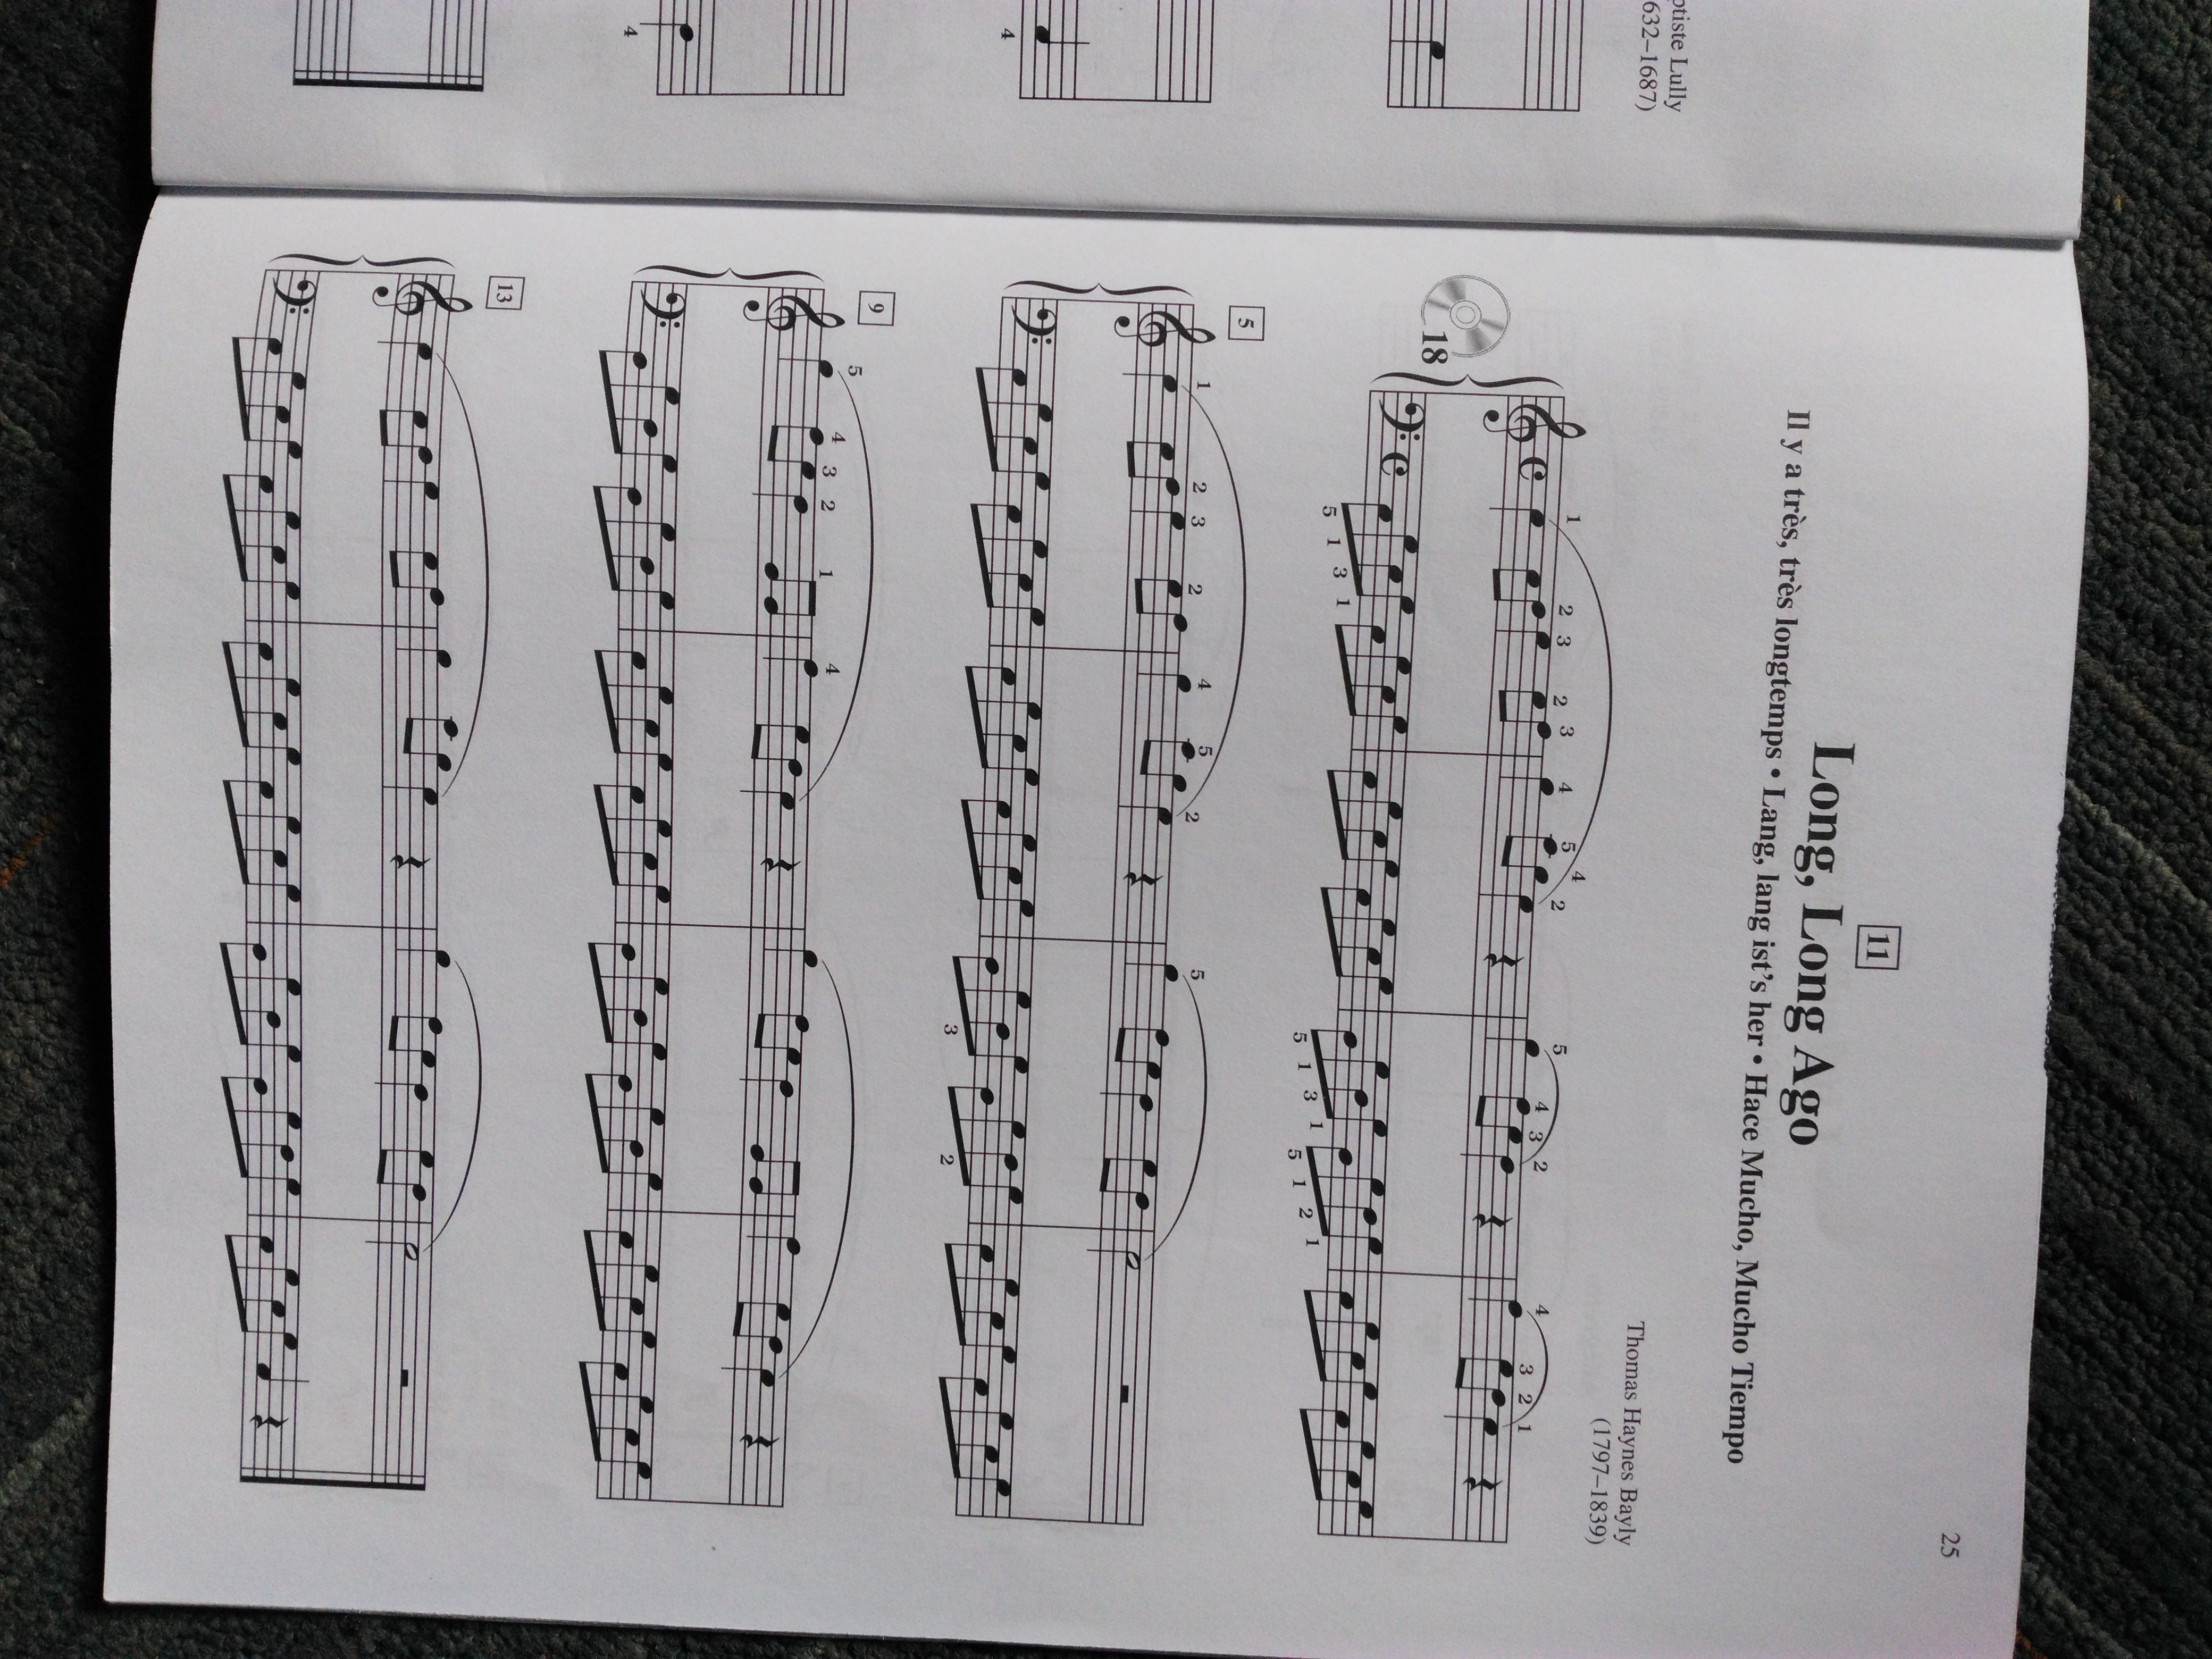 ptiste Lully
632–1687)
4
4
4
25
11
Long, Long Ago
Il y a très, très longtemps • Lang, lang ist's her • Hace Mucho, Mucho Tiempo
Thomas Haynes Bayly
(1797–1839)
18
1 2 3 2 3 4 5 4 2 5 4 3 2 4 3 2 1
5 1 3 1 5 1 3 1 5 1 2 1
5
1 2 3 2 4 5 2 5
3 2
9
5 4 3 2 1 4
13